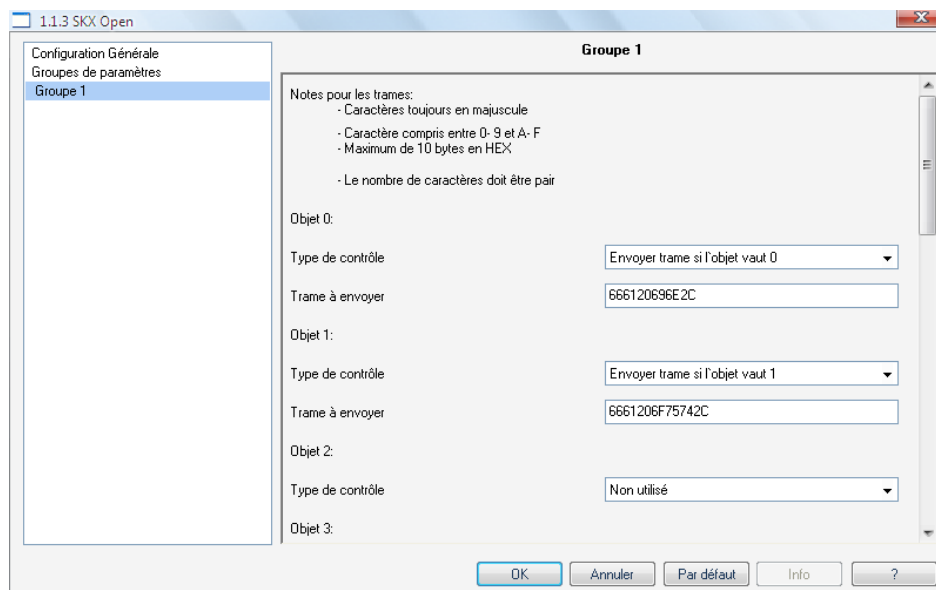 1.1.3 SKX Open
Configuration Générale
Groupes de paramètres
Groupe 1
Groupe 1
Notes pour les trames:
- Caractères toujours en majuscule
- Caractère compris entre 0- 9 et A- F
- Maximum de 10 bytes en HEX
- Le nombre de caractères doit être pair
Objet 0:
Type de contrôle
Envoyer trame si l`objet vaut 0
Trame à envoyer
666120696E2C
Objet 1:
Type de contrôle
Envoyer trame si l`objet vaut 1
Trame à envoyer
6661206F75742C
Objet 2:
Type de contrôle
Non utilisé
Objet 3:
OK
Annuler
Par défaut
Info
?